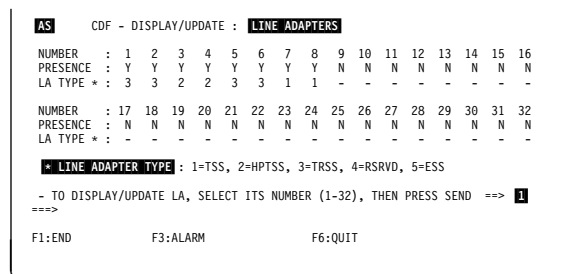 AS CDF - DISPLAY/UPDATE : LINE ADAPTERS
NUMBER : 1 2 3 4 5 6 7 8 9 10 11 12 13 14 15 16
PRESENCE : Y Y Y Y Y Y Y Y N N N N N N N N
LA TYPE * : 3 3 2 2 3 3 1 1 - - - - - - - -
NUMBER : 17 18 19 20 21 22 23 24 25 26 27 28 29 30 31 32
PRESENCE : N N N N N N N N N N N N N N N N
LA TYPE * : - - - - - - - - - - - - - - - -
* LINE ADAPTER TYPE : 1=TSS, 2=HPTSS, 3=TRSS, 4=RSRVD, 5=ESS
- TO DISPLAY/UPDATE LA, SELECT ITS NUMBER (1-32), THEN PRESS SEND ==> 1
===>
F1:END F3:ALARM F6:QUIT